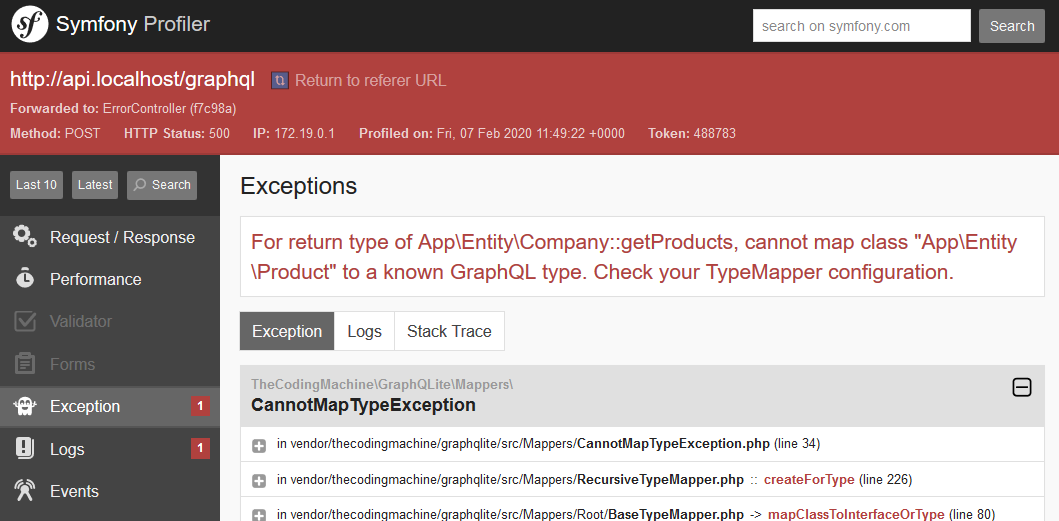 sf Symfony Profiler
search on symfony.com
Search
http://api.localhost/graphql Return to referer URL
Forwarded to: ErrorController (f7c98a)
Method: POST HTTP Status: 500 IP: 172.19.0.1 Profiled on: Fri, 07 Feb 2020 11:49:22 +0000 Token: 488783
Last 10 Latest Search
Request / Response
Performance
Validator
Forms
Exception 1
Logs 1
Events
Exceptions
For return type of App\Entity\Company::getProducts, cannot map class "App\Entity
\Product" to a known GraphQL type. Check your TypeMapper configuration.
Exception Logs Stack Trace
TheCodingMachine\GraphQLite\Mappers\
CannotMapTypeException
in vendor/thecodingmachine/graphqlite/src/Mappers/CannotMapTypeException.php (line 34)
in vendor/thecodingmachine/graphqlite/src/Mappers/RecursiveTypeMapper.php :: createForType (line 226)
in vendor/thecodingmachine/graphqlite/src/Mappers/Root/BaseTypeMapper.php -> mapClassToInterfaceOrType (line 80)